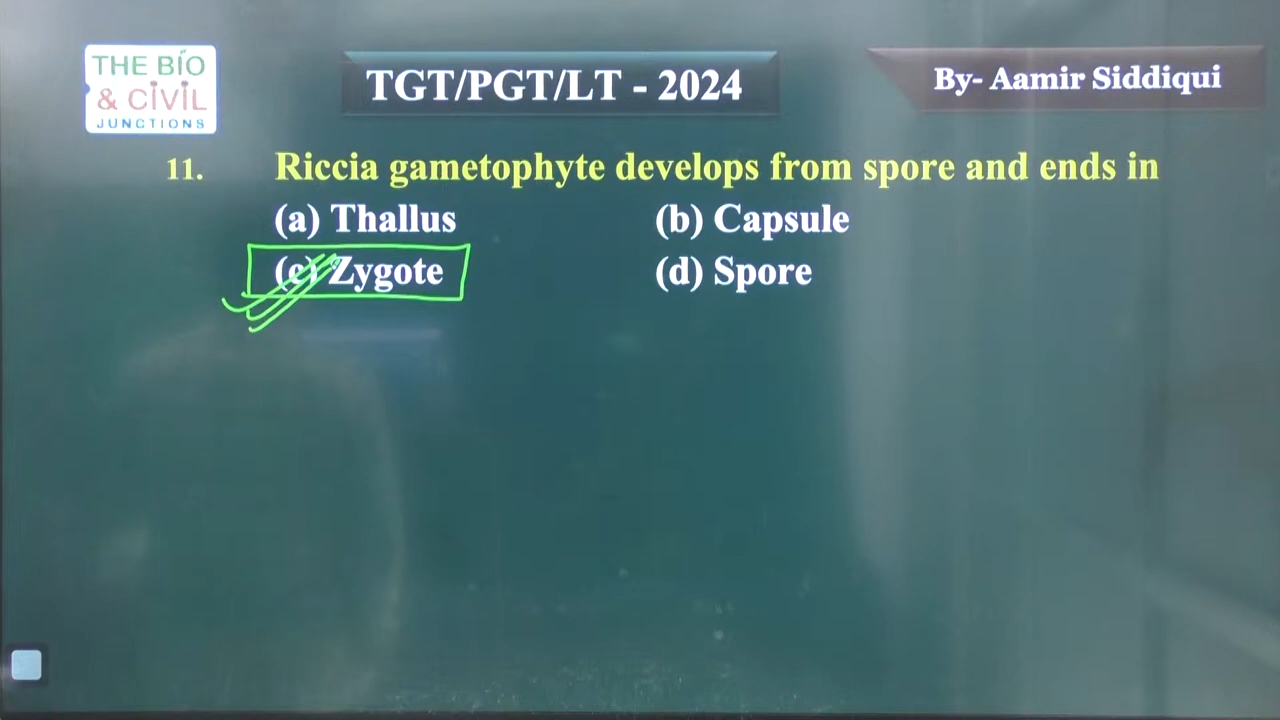 THE BIO
& CIVIL
JUNCTIONS
TGT/PGT/LT - 2024
By- Aamir Siddiqui
11. Riccia gametophyte develops from spore and ends in
(a) Thallus (b) Capsule
(c) Zygote (d) Spore